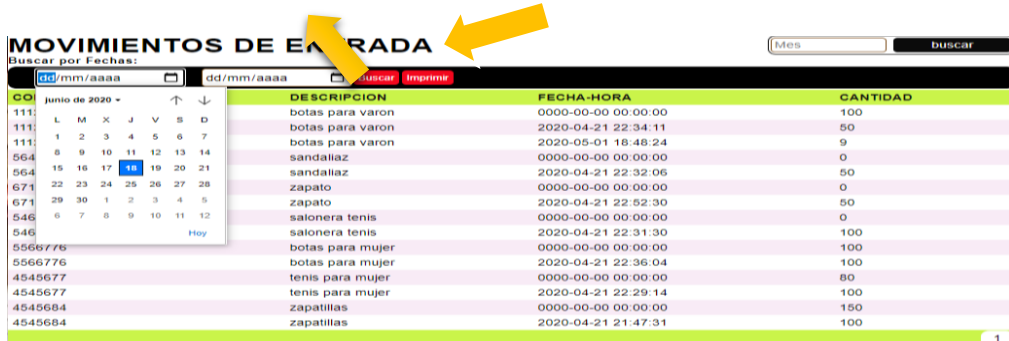 MOVIMIENTOS DE ENTRADA
Mes buscar
Buscar por Fechas:
dd/mm/aaaa dd/mm/aaaa Buscar Imprimir
DESCRIPCION FECHA-HORA CANTIDAD
junio de 2020
L M X J V S D
1 2 3 4 5 6 7
8 9 10 11 12 13 14
15 16 17 18 19 20 21
22 23 24 25 26 27 28
29 30 1 2 3 4 5
6 7 8 9 10 11 12
Hoy
botas para varon 0000-00-00 00:00:00 100
botas para varon 2020-04-21 22:34:11 50
botas para varon 2020-05-01 18:48:24 9
sandaliaz 0000-00-00 00:00:00 0
sandaliaz 2020-04-21 22:32:06 50
zapato 0000-00-00 00:00:00 0
zapato 2020-04-21 22:52:30 50
salonera tenis 0000-00-00 00:00:00 0
salonera tenis 2020-04-21 22:31:30 100
5566776 botas para mujer 0000-00-00 00:00:00 100
5566776 botas para mujer 2020-04-21 22:36:04 100
4545677 tenis para mujer 0000-00-00 00:00:00 80
4545677 tenis para mujer 2020-04-21 22:29:14 100
4545684 zapatillas 0000-00-00 00:00:00 150
4545684 zapatillas 2020-04-21 21:47:31 100
1